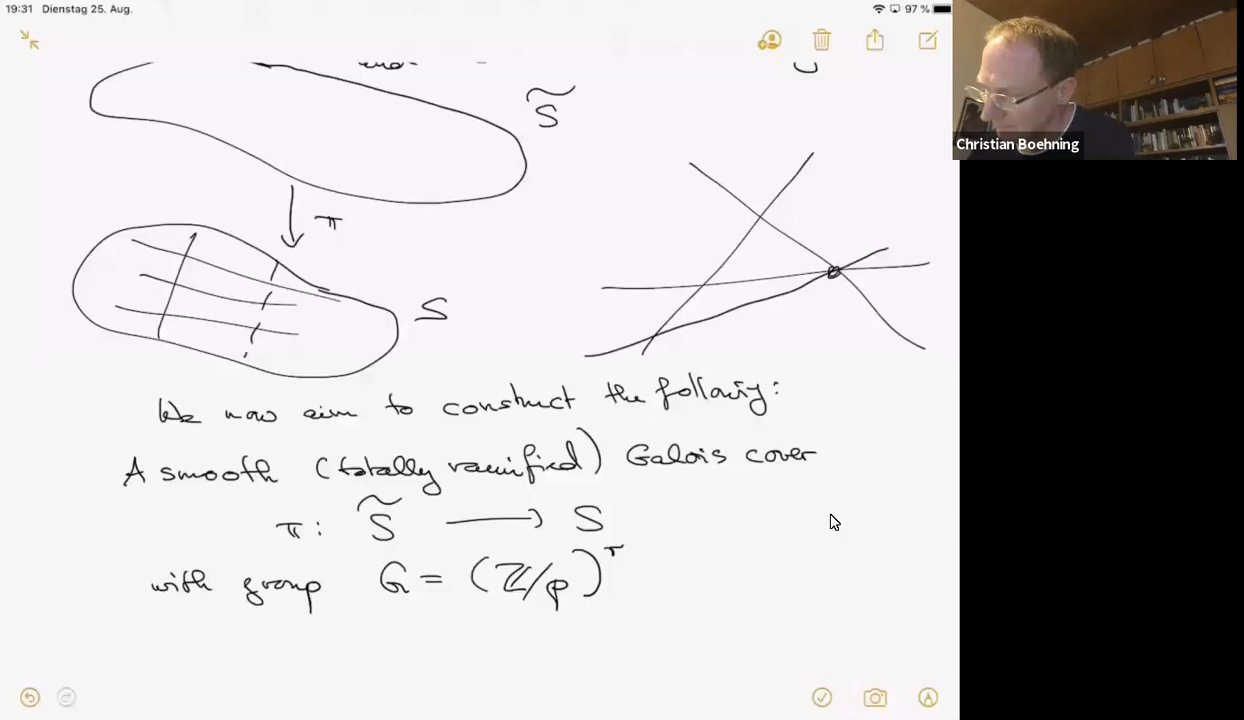 19:31 Dienstag 25. Aug.
97 %
S̃
π
S
We now aim to construct the following:
A smooth (totally ramified) Galois cover
π: S̃ → S
with group G = (ℤ/p)^r
Christian Boehning